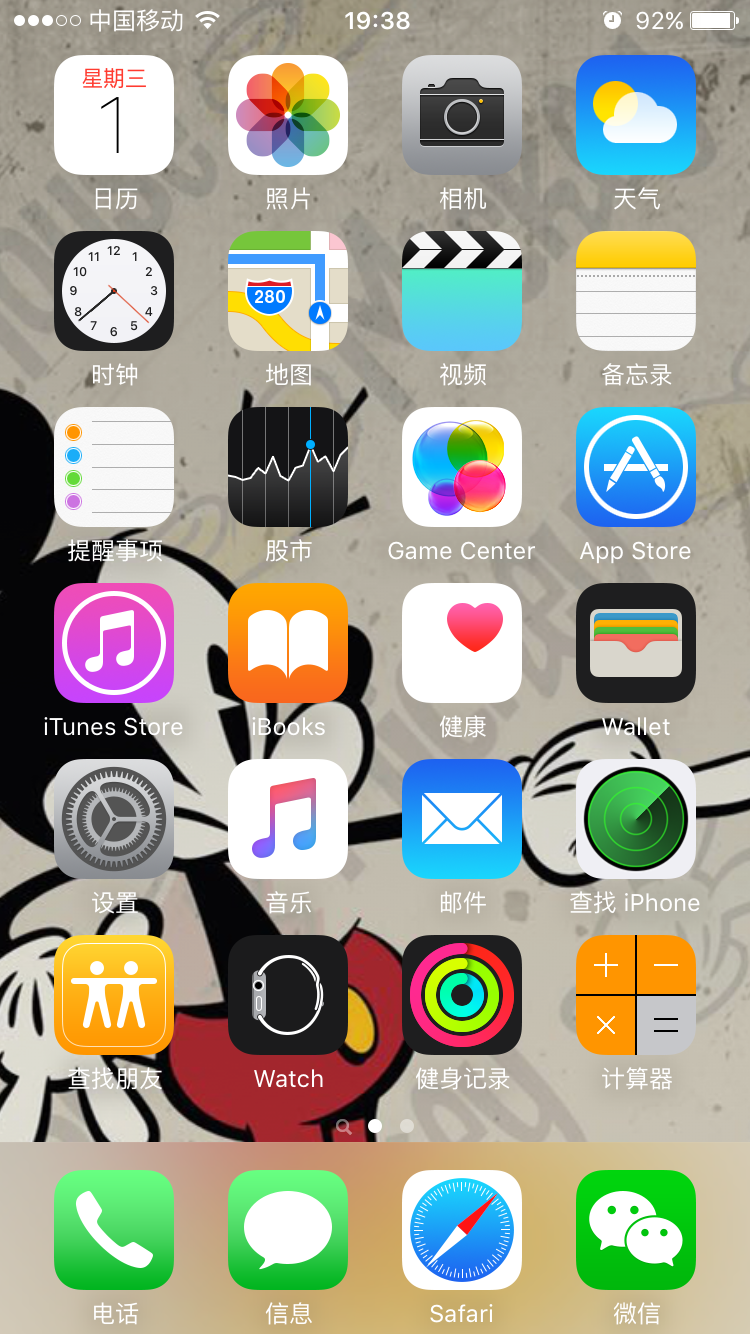 中国移动 19:38 92%
星期三
1
日历 照片 相机 天气
12
11 1
10 2
9 3
8 4
7 5
6
280
时钟 地图 视频 备忘录
提醒事项 股市 Game Center App Store
iTunes Store iBooks 健康 Wallet
设置 音乐 邮件 查找 iPhone
查找朋友 Watch 健身记录 计算器
电话 信息 Safari 微信